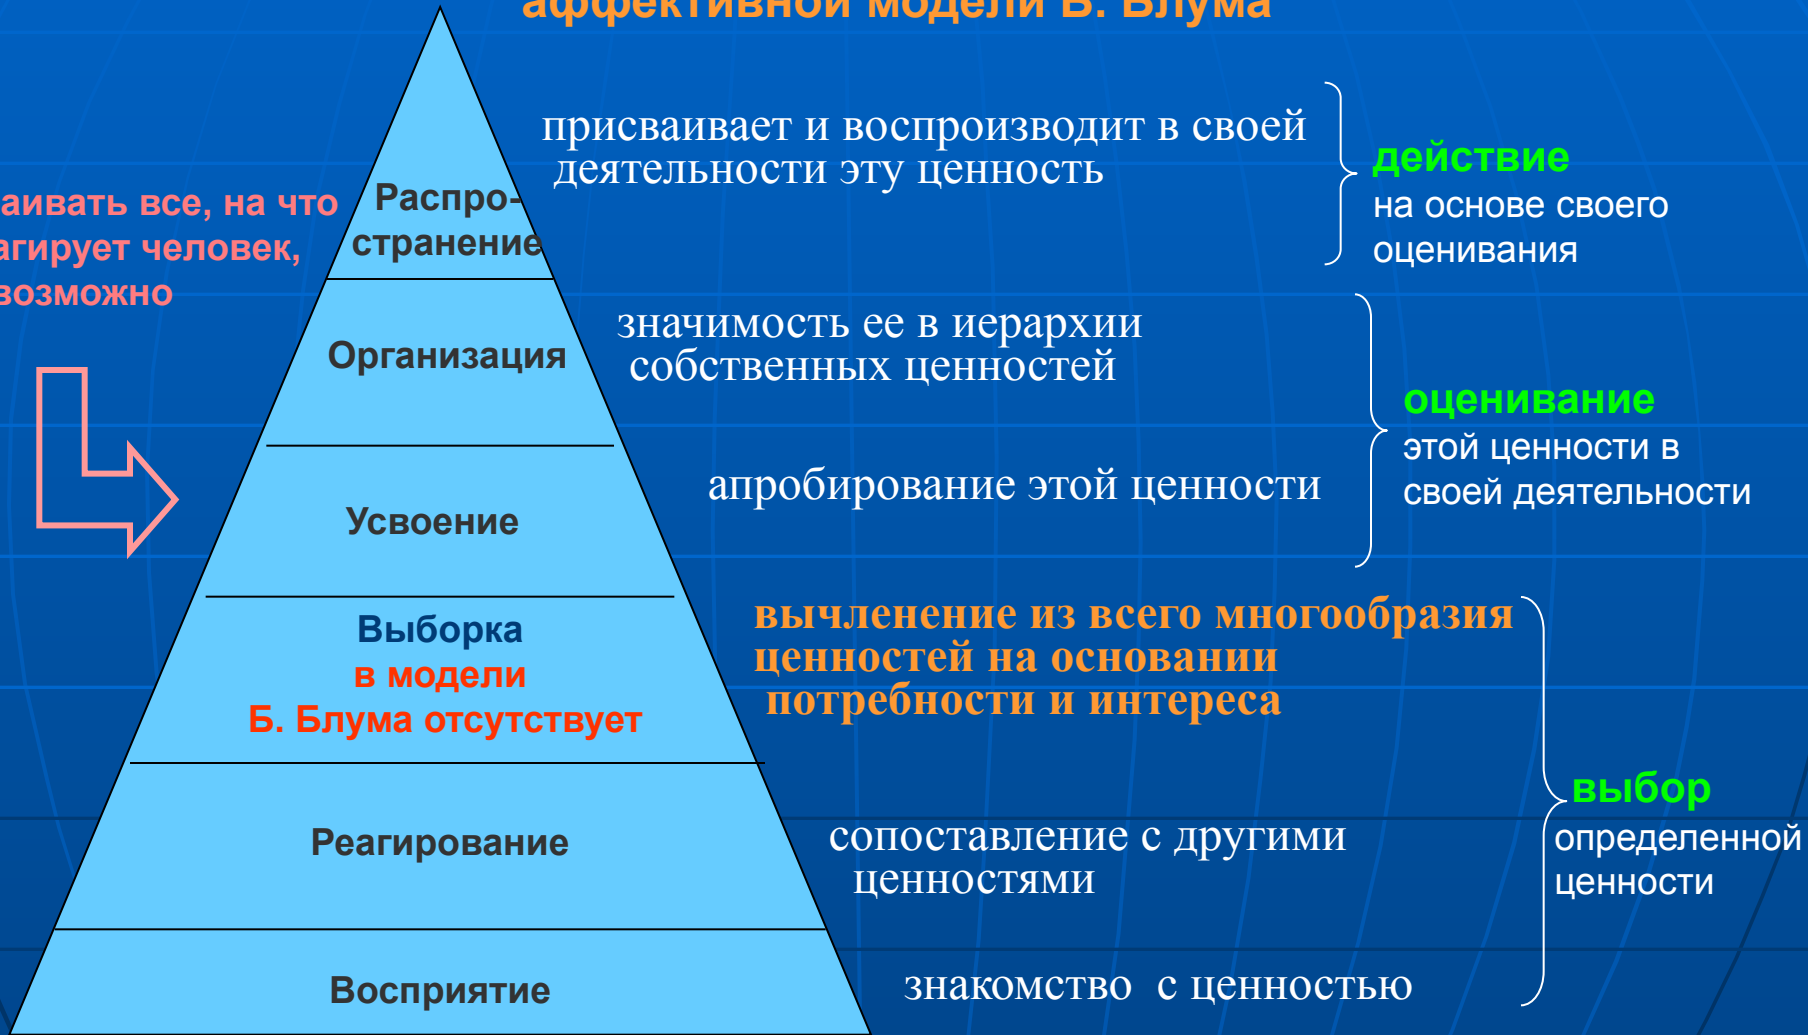 аффективной модели Б. Блума
присваивает и воспроизводит в своей
деятельности эту ценность
действие
на основе своего
оценивания
аивать все, на что
агирует человек,
возможно
Распро-
странение
значимость ее в иерархии
собственных ценностей
Организация
оценивание
этой ценности в
своей деятельности
апробирование этой ценности
Усвоение
вычленение из всего многообразия
ценностей на основании
потребности и интереса
Выборка
в модели
Б. Блума отсутствует
выбор
определенной
ценности
Реагирование
сопоставление с другими
ценностями
Восприятие
знакомство с ценностью